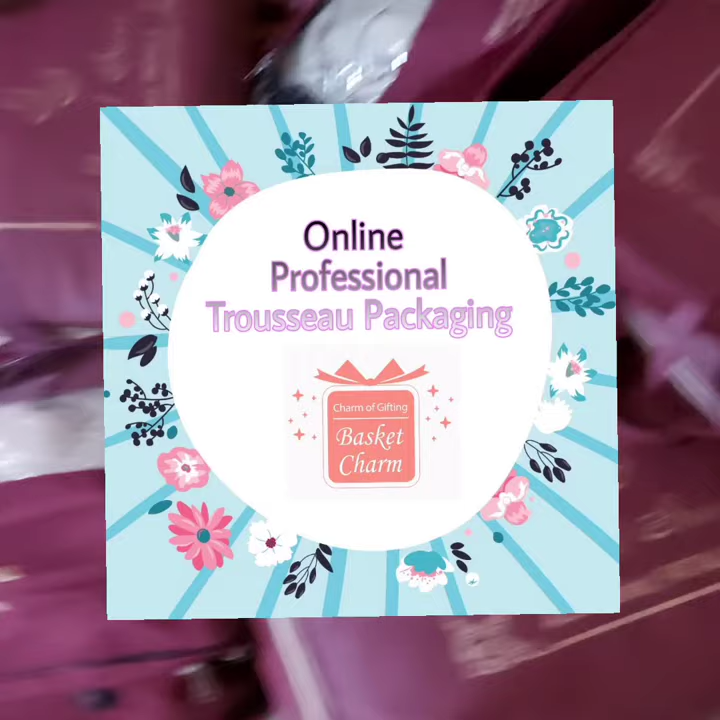 Online
Professional
Trousseau Packaging
Charm of Gifting
Basket
Charm